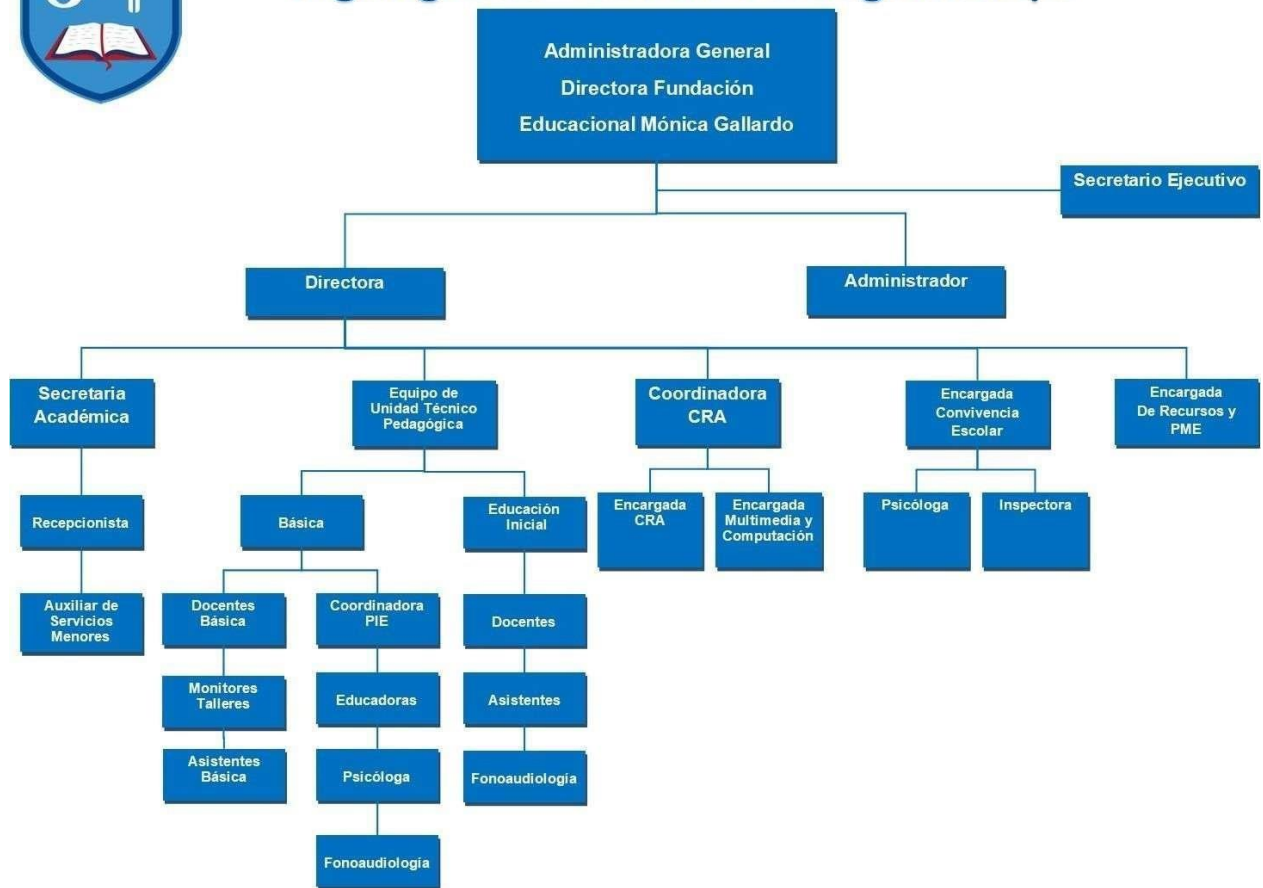 Administradora General
Directora Fundación
Educacional Mónica Gallardo
Secretario Ejecutivo
Directora
Administrador
Secretaria
Académica
Equipo de
Unidad Técnico
Pedagógica
Coordinadora
CRA
Encargada
Convivencia
Escolar
Encargada
De Recursos y
PME
Recepcionista
Básica
Educación
Inicial
Encargada
CRA
Encargada
Multimedia y
Computación
Psicóloga
Inspectora
Auxiliar de
Servicios
Menores
Docentes
Básica
Coordinadora
PIE
Docentes
Monitores
Talleres
Educadoras
Asistentes
Asistentes
Básica
Psicóloga
Fonoaudiología
Fonoaudiología